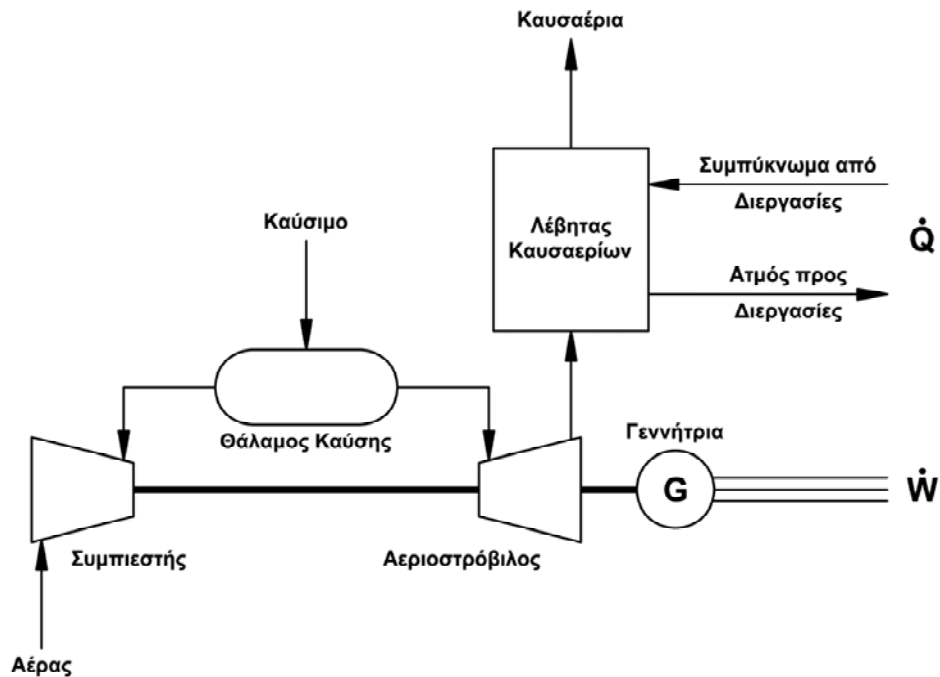 Καυσαέρια
Συμπύκνωμα από
Διεργασίες
Καύσιμο
Λέβητας
Καυσαερίων
Q̇
Ατμός προς
Διεργασίες
Θάλαμος Καύσης
Γεννήτρια
G
Ẇ
Συμπιεστής
Αεριοστρόβιλος
Αέρας